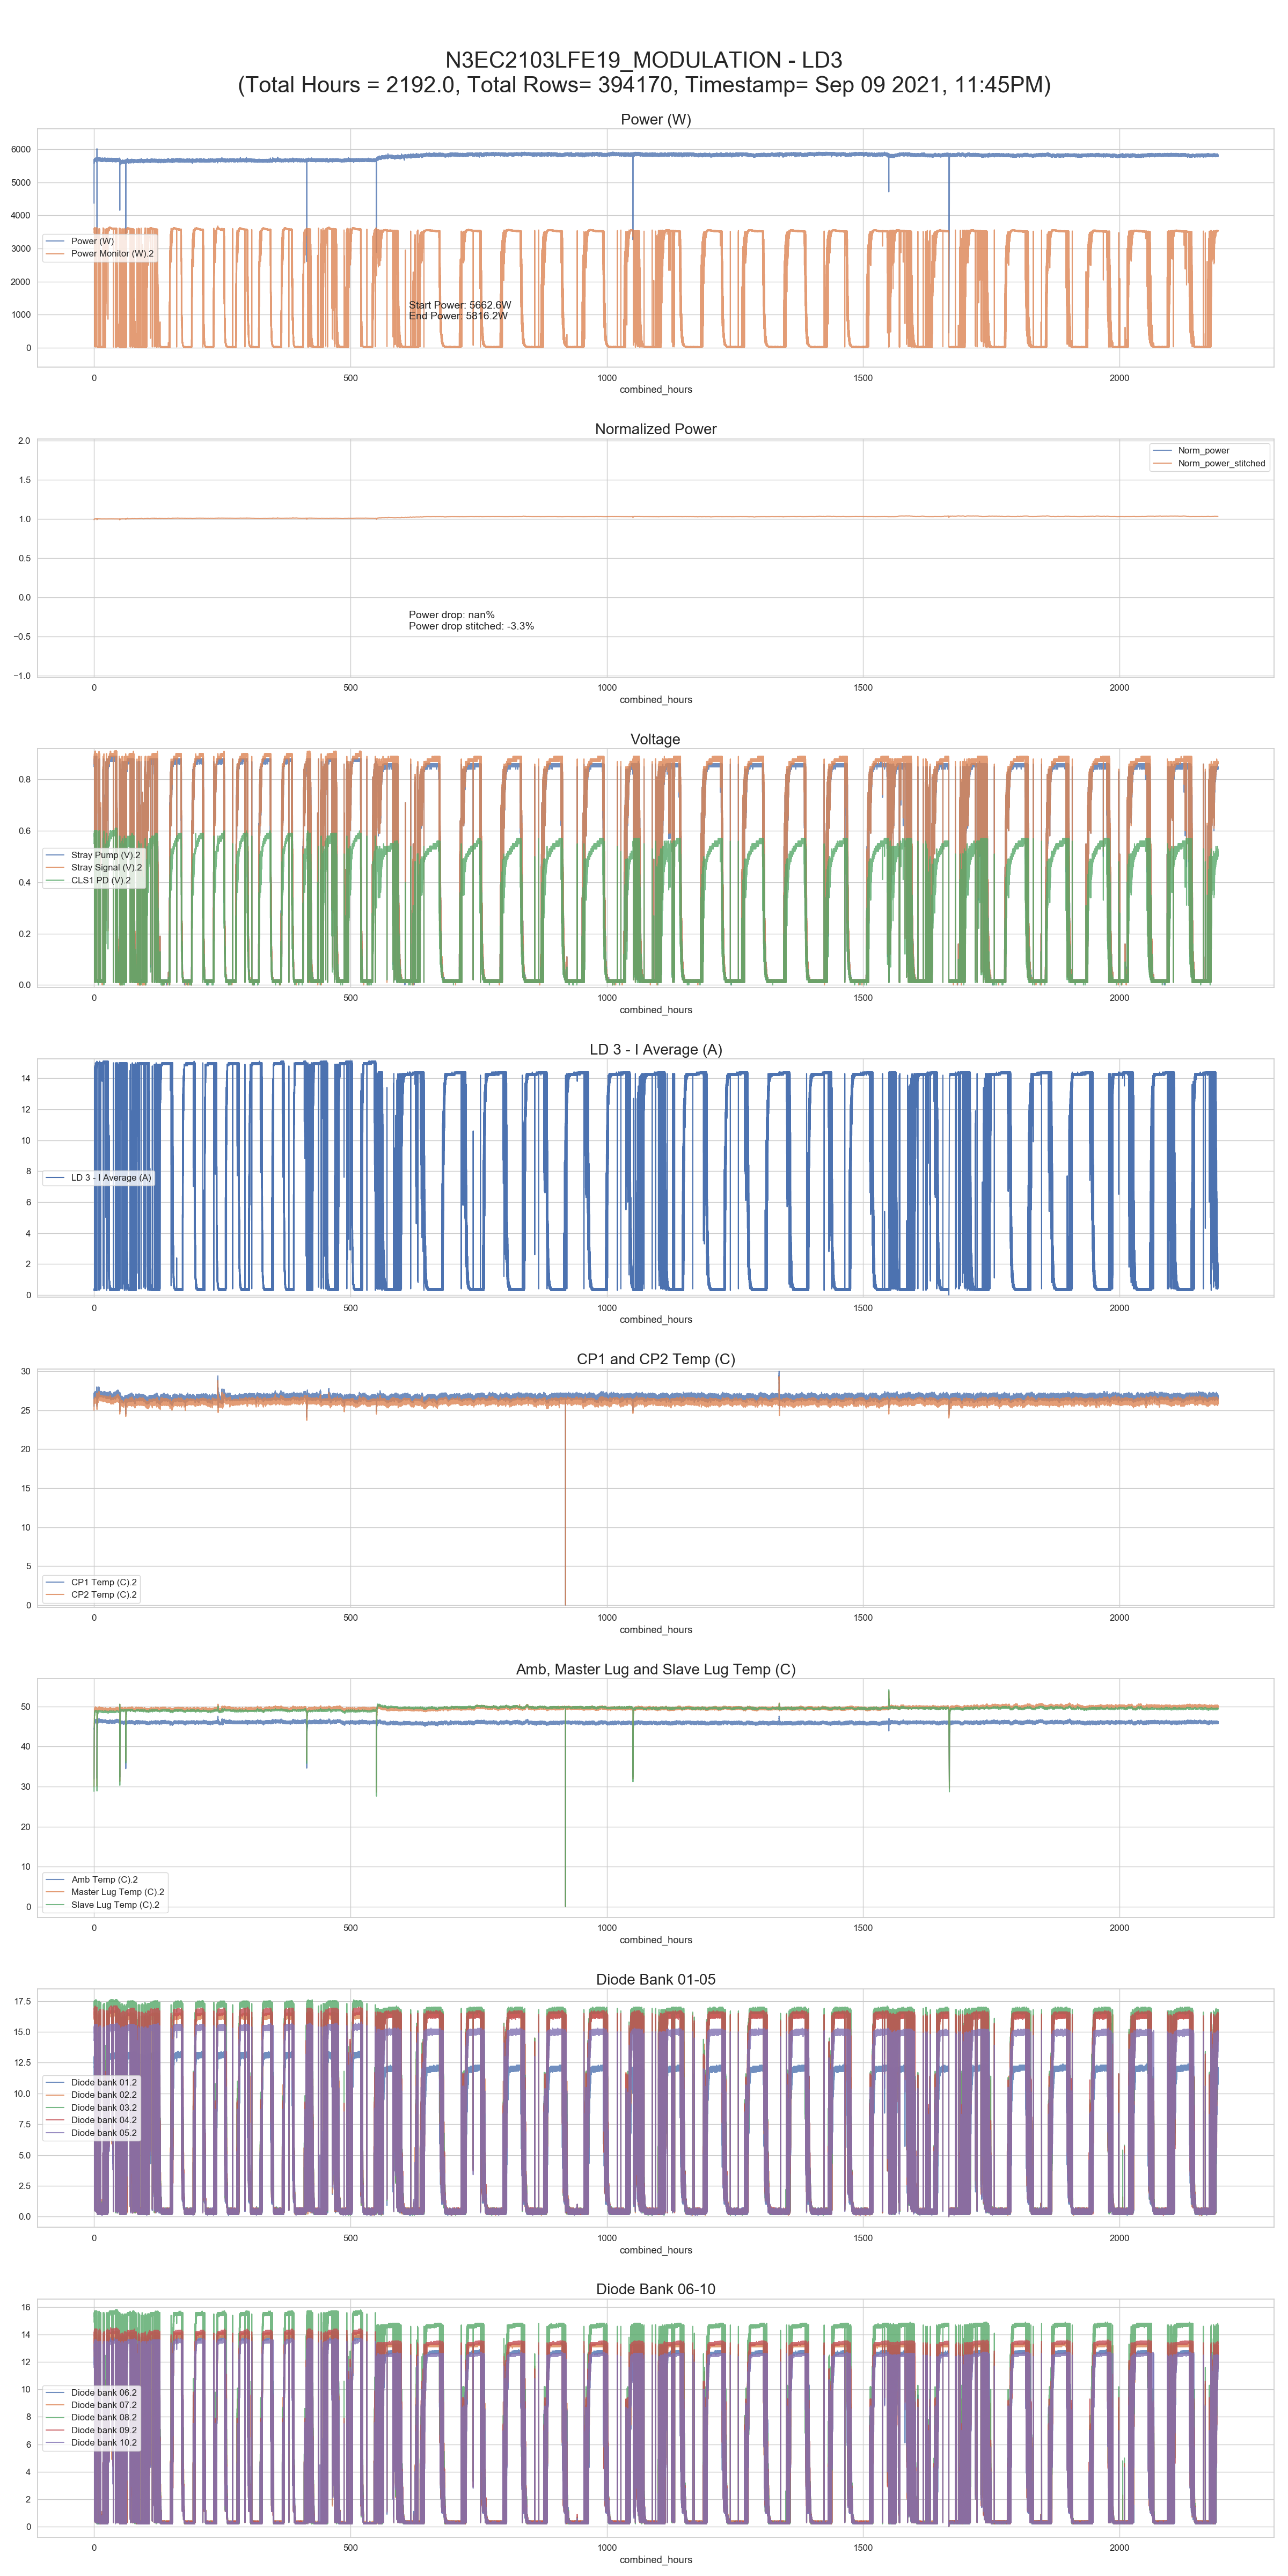 N3EC2103LFE19_MODULATION - LD3
(Total Hours = 2192.0, Total Rows= 394170, Timestamp= Sep 09 2021, 11:45PM)
Power (W)
6000
5000
4000
3000
2000
1000
0
Power (W)
Power Monitor (W).2
Start Power: 5662.6W
End Power: 5816.2W
0 500 1000 1500 2000
combined_hours
Normalized Power
2.0
1.5
1.0
0.5
0.0
−0.5
−1.0
Norm_power
Norm_power_stitched
Power drop: nan%
Power drop stitched: -3.3%
0 500 1000 1500 2000
combined_hours
Voltage
0.8
0.6
0.4
0.2
0.0
Stray Pump (V).2
Stray Signal (V).2
CLS1 PD (V).2
0 500 1000 1500 2000
combined_hours
LD 3 - I Average (A)
14
12
10
8
6
4
2
0
LD 3 - I Average (A)
0 500 1000 1500 2000
combined_hours
CP1 and CP2 Temp (C)
30
25
20
15
10
5
0
CP1 Temp (C).2
CP2 Temp (C).2
0 500 1000 1500 2000
combined_hours
Amb, Master Lug and Slave Lug Temp (C)
50
40
30
20
10
0
Amb Temp (C).2
Master Lug Temp (C).2
Slave Lug Temp (C).2
0 500 1000 1500 2000
combined_hours
Diode Bank 01-05
17.5
15.0
12.5
10.0
7.5
5.0
2.5
0.0
Diode bank 01.2
Diode bank 02.2
Diode bank 03.2
Diode bank 04.2
Diode bank 05.2
0 500 1000 1500 2000
combined_hours
Diode Bank 06-10
16
14
12
10
8
6
4
2
0
Diode bank 06.2
Diode bank 07.2
Diode bank 08.2
Diode bank 09.2
Diode bank 10.2
0 500 1000 1500 2000
combined_hours